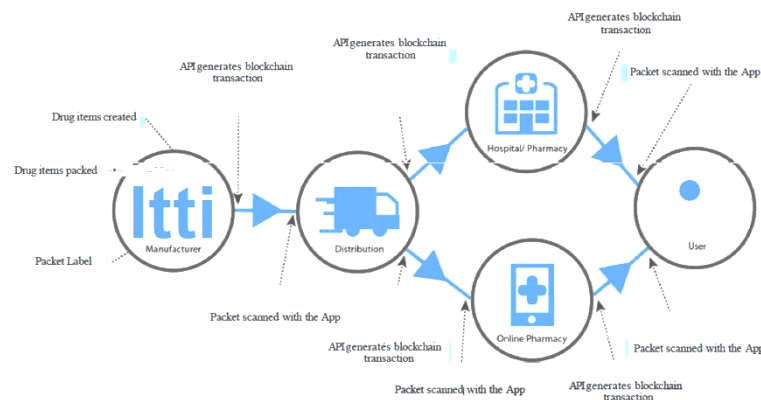 API generates blockchain
transaction
API generates blockchain
transaction
API generates blockchain
transaction
Packet scanned with the App
Drug items created
Hospital/ Pharmacy
Drug items packed
Itti
Manufacturer
Distribution
User
Packet Label
Packet scanned with the App
Online Pharmacy
API generates blockchain
transaction
Packet scanned with the App
Packet scanned with the App
API generates blockchain
transaction